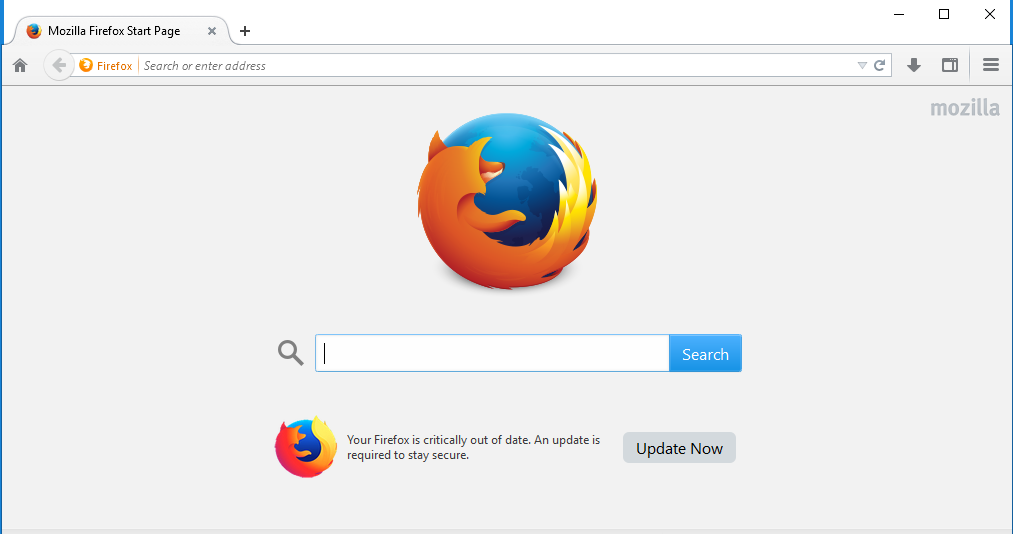 Mozilla Firefox Start Page
Firefox
Search or enter address
mozilla
Search
Your Firefox is critically out of date. An update is
required to stay secure.
Update Now